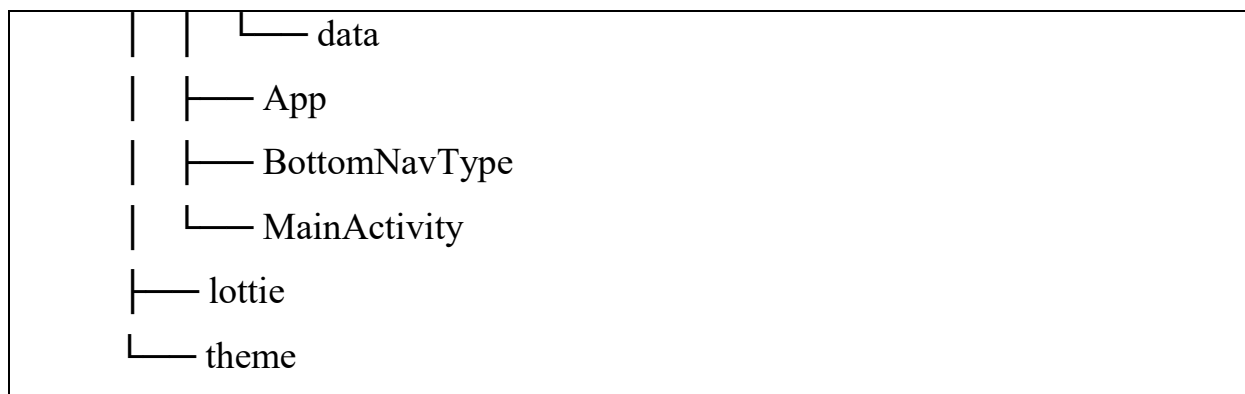 │ │ └── data
│ ├── App
│ ├── BottomNavType
│ └── MainActivity
├── lottie
└── theme